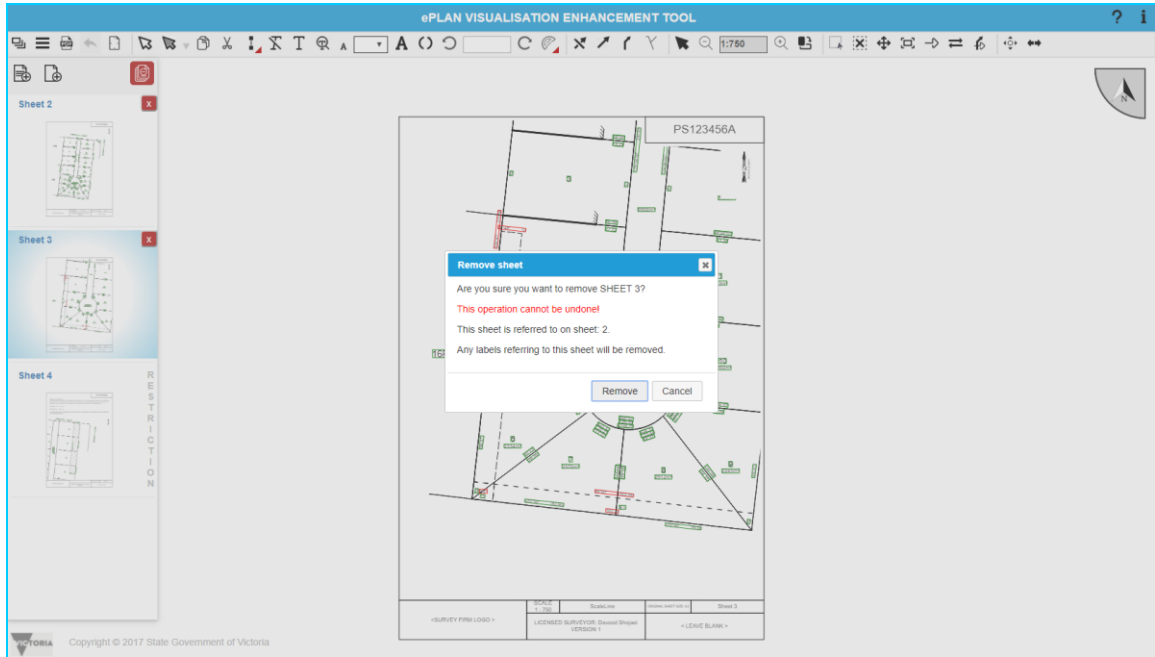 ePLAN VISUALISATION ENHANCEMENT TOOL
? i
T A A 1:750
Sheet 2 x
Sheet 3 x
Sheet 4
RESTRICTION
N
PS123456A
Remove sheet
Are you sure you want to remove SHEET 3?
This operation cannot be undone!
This sheet is referred to on sheet: 2.
Any labels referring to this sheet will be removed.
Remove Cancel
SCALE
1 : 750
ScaleLine
Sheet 3
<SURVEY FIRM LOGO>
LICENSED SURVEYOR: Dawood Shojaei
VERSION 1
< LEAVE BLANK >
VICTORIA
Copyright © 2017 State Government of Victoria